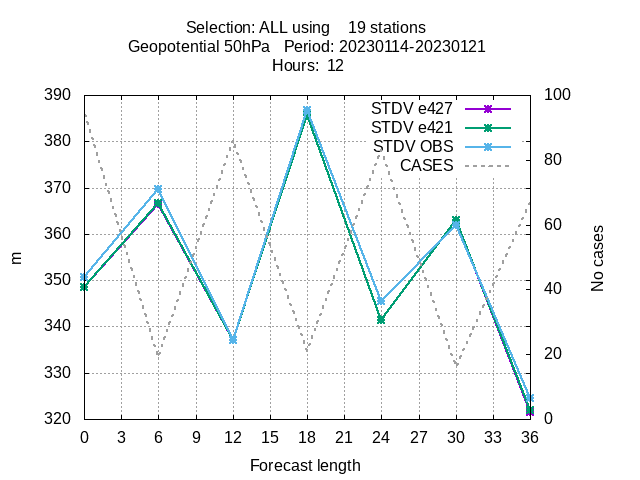 Selection: ALL using 19 stations
Geopotential 50hPa Period: 20230114-20230121
Hours: 12
390
380
370
360
350
340
330
320
100
80
60
40
20
0
STDV e427
STDV e421
STDV OBS
CASES
m
No cases
0 3 6 9 12 15 18 21 24 27 30 33 36
Forecast length